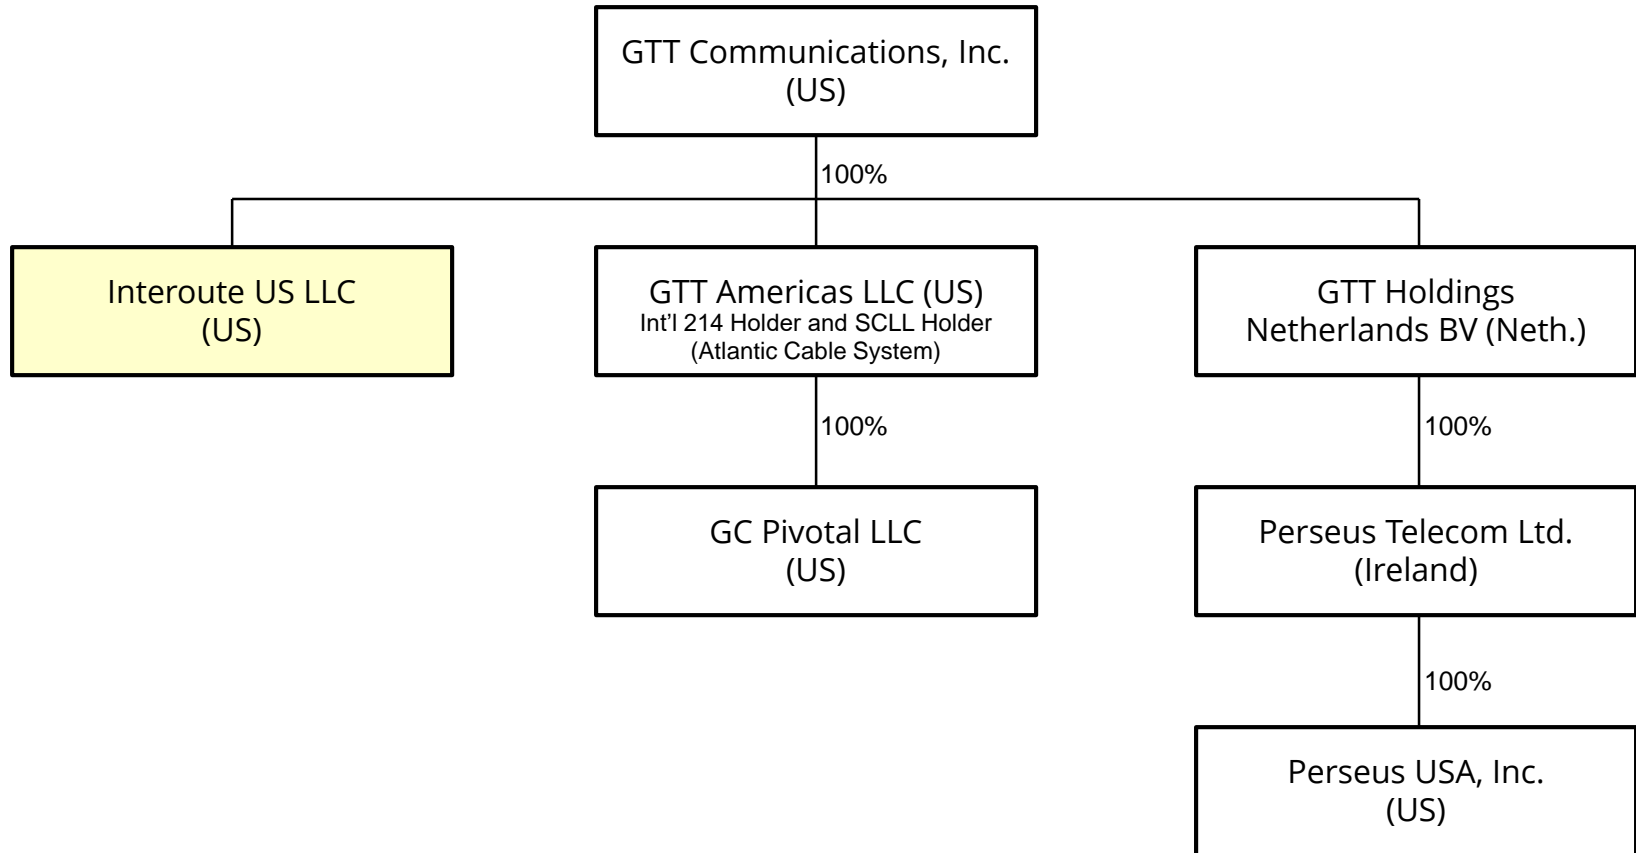 GTT Communications, Inc.
(US)
100%
Interoute US LLC
(US)
GTT Americas LLC (US)
Int’l 214 Holder and SCLL Holder
(Atlantic Cable System)
GTT Holdings
Netherlands BV (Neth.)
100%
100%
GC Pivotal LLC
(US)
Perseus Telecom Ltd.
(Ireland)
100%
Perseus USA, Inc.
(US)